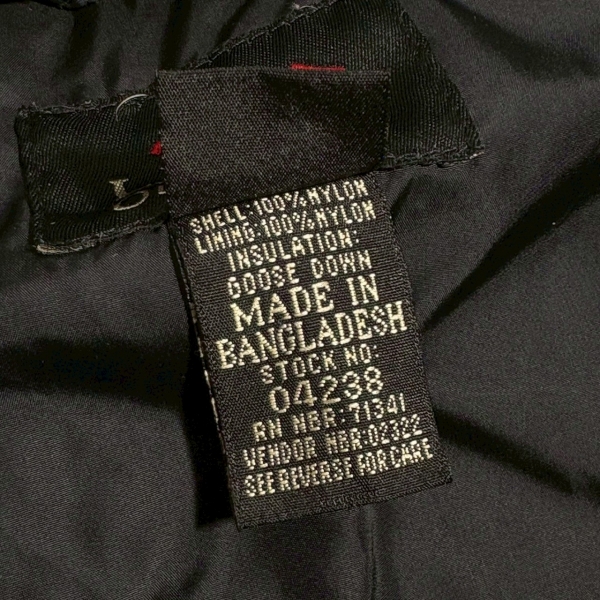 SHELL:100% NYLON
LINING:100% NYLON
INSULATION:
GOOSE DOWN
MADE IN
BANGLADESH
STOCK NO:
04238
RN NBR:71341
VENDOR NBR:02322
SEE REVERSE FOR CARE